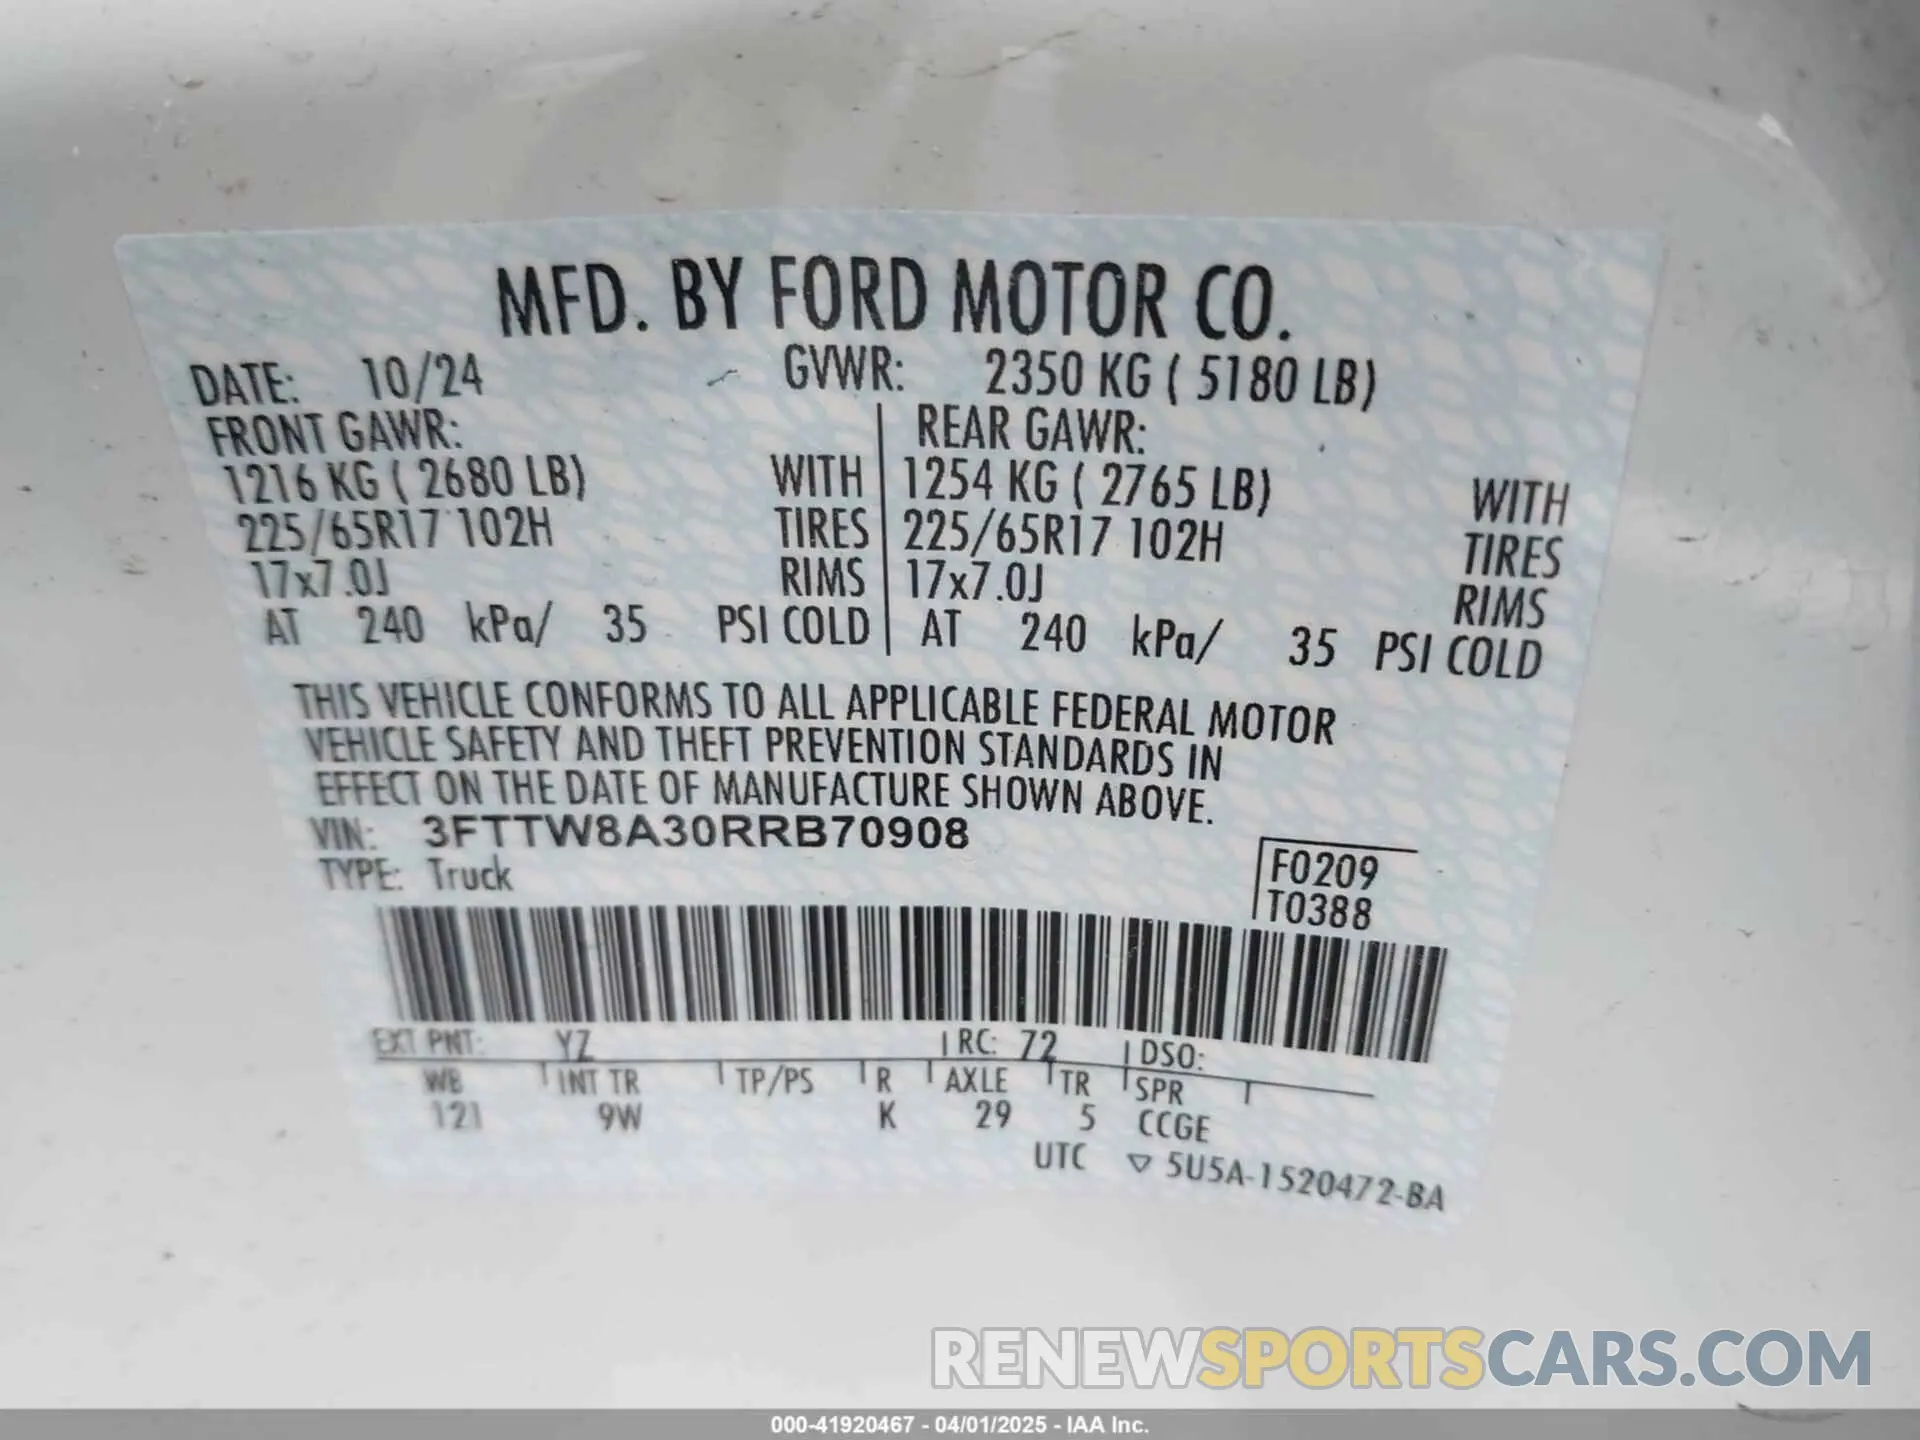 MFD. BY FORD MOTOR CO.
DATE: 10/24 GVWR: 2350 KG ( 5180 LB)
FRONT GAWR: REAR GAWR:
1216 KG ( 2680 LB) WITH 1254 KG ( 2765 LB) WITH
225/65R17 102H TIRES 225/65R17 102H TIRES
17x7.0J RIMS 17x7.0J RIMS
AT 240 kPa/ 35 PSI COLD AT 240 kPa/ 35 PSI COLD
THIS VEHICLE CONFORMS TO ALL APPLICABLE FEDERAL MOTOR
VEHICLE SAFETY AND THEFT PREVENTION STANDARDS IN
EFFECT ON THE DATE OF MANUFACTURE SHOWN ABOVE.
VIN: 3FTTW8A30RRB70908
TYPE: Truck
F0209
T0388
EXT PNT: YZ RC: 72 DSO:
WB INT TR TP/PS R AXLE TR SPR
121 9W K 29 5 CCGE
UTC ▽ 5U5A-1520472-BA
RENEWSPORTSCARS.COM
000-41920467 - 04/01/2025 - IAA Inc.